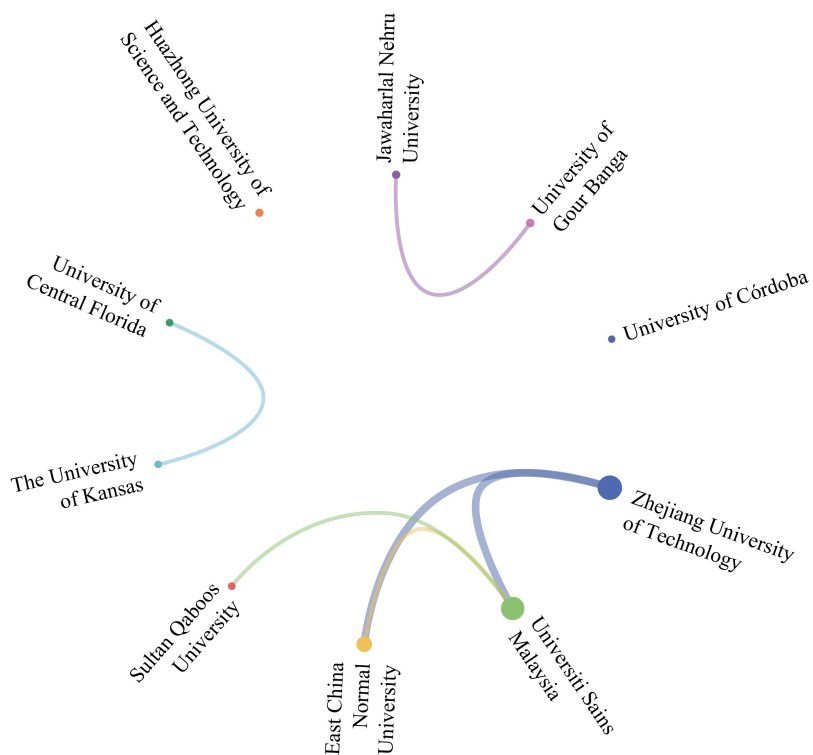 Huazhong University of
Science and Technology
Jawaharlal Nehru
University
University of
Gour Banga
University of Córdoba
University of
Central Florida
The University
of Kansas
Zhejiang University
of Technology
Sultan Qaboos
University
East China
Normal
University
Universiti Sains
Malaysia